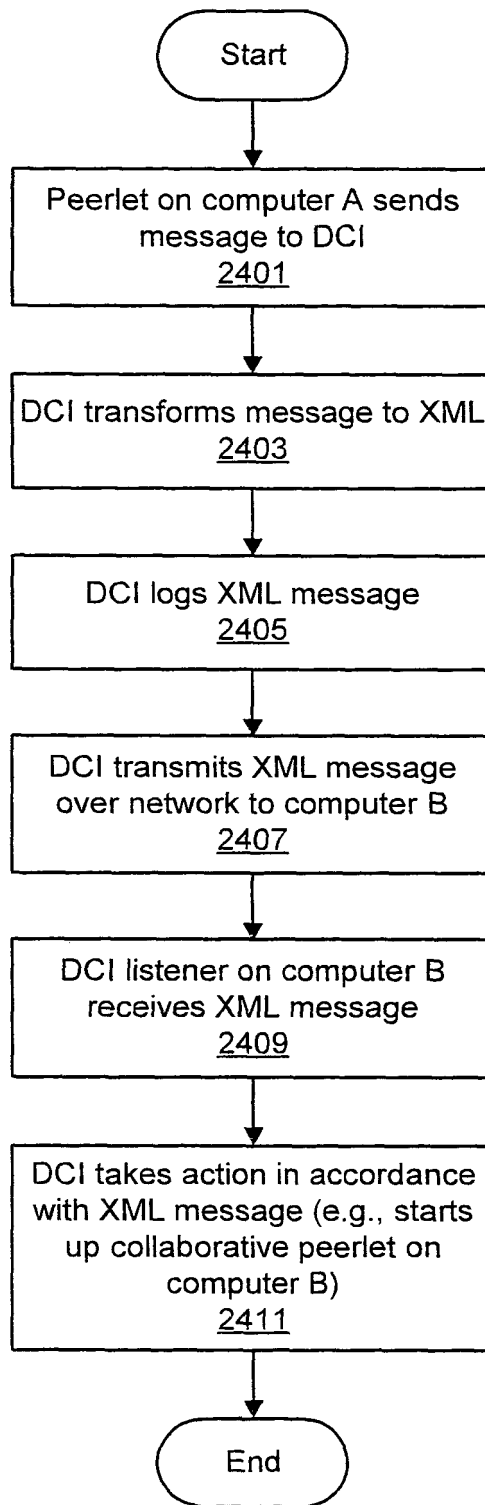 Start
Peerlet on computer A sends
message to DCI
2401
DCI transforms message to XML
2403
DCI logs XML message
2405
DCI transmits XML message
over network to computer B
2407
DCI listener on computer B
receives XML message
2409
DCI takes action in accordance
with XML message (e.g., starts
up collaborative peerlet on
computer B)
2411
End